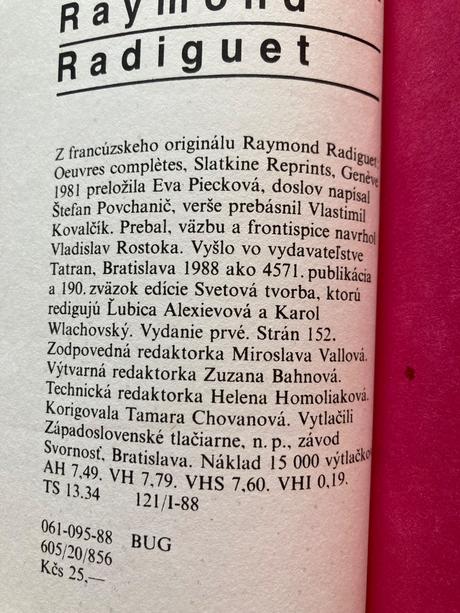 Raymond
Radiguet
Z francúzskeho originálu Raymond Radiguet:
Oeuvres complètes, Slatkine Reprints, Genève
1981 preložila Eva Piecková, doslov napísal
Štefan Povchanič, verše prebásnil Vlastimil
Kovalčík. Prebal, väzbu a frontispice navrhol
Vladislav Rostoka. Vyšlo vo vydavateľstve
Tatran, Bratislava 1988 ako 4571. publikácia
a 190. zväzok edície Svetová tvorba, ktorú
redigujú Ľubica Alexievová a Karol
Wlachovský. Vydanie prvé. Strán 152.
Zodpovedná redaktorka Miroslava Vallová.
Výtvarná redaktorka Zuzana Bahnová.
Technická redaktorka Helena Homoliaková.
Korigovala Tamara Chovanová. Vytlačili
Západoslovenské tlačiarne, n. p., závod
Svornosť, Bratislava. Náklad 15 000 výtlačkov
AH 7,49. VH 7,79. VHS 7,60. VHI 0,19.
TS 13.34 121/I-88
061-095-88 BUG
605/20/856
Kčs 25,—